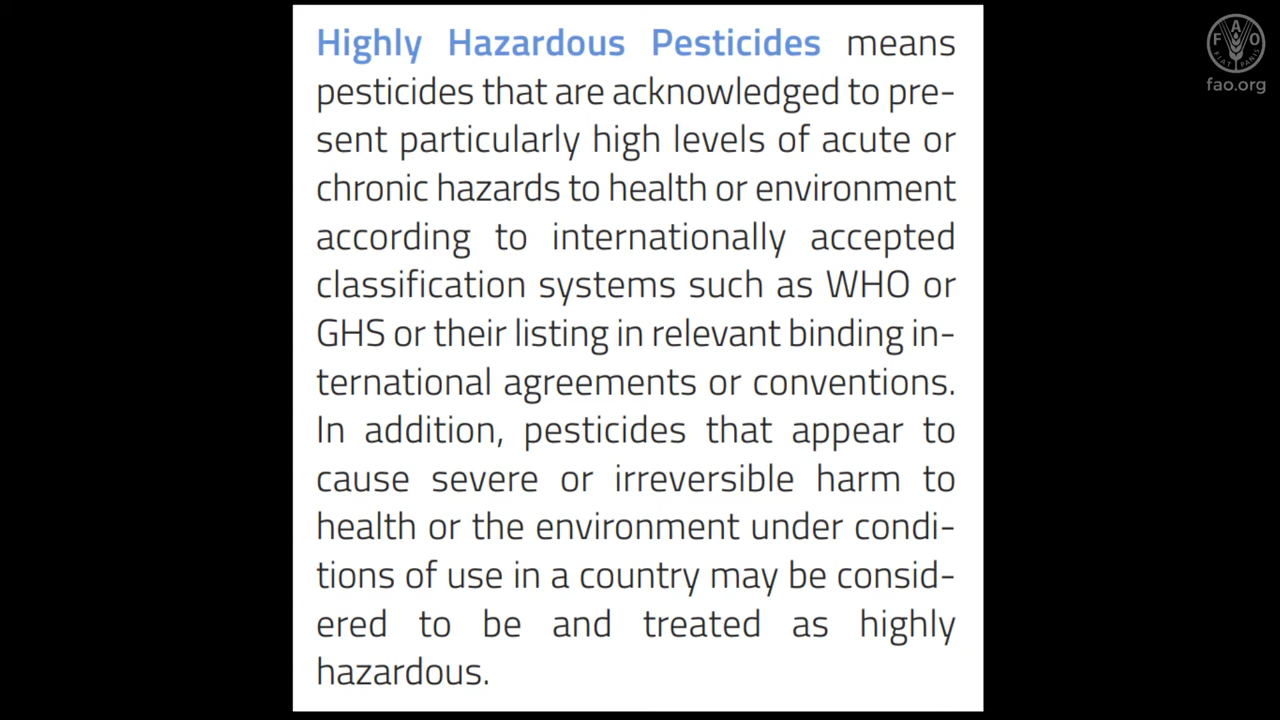 Highly Hazardous Pesticides means
pesticides that are acknowledged to pre-
sent particularly high levels of acute or
chronic hazards to health or environment
according to internationally accepted
classification systems such as WHO or
GHS or their listing in relevant binding in-
ternational agreements or conventions.
In addition, pesticides that appear to
cause severe or irreversible harm to
health or the environment under condi-
tions of use in a country may be consid-
ered to be and treated as highly
hazardous.
F A O
FIAT PANIS
fao.org